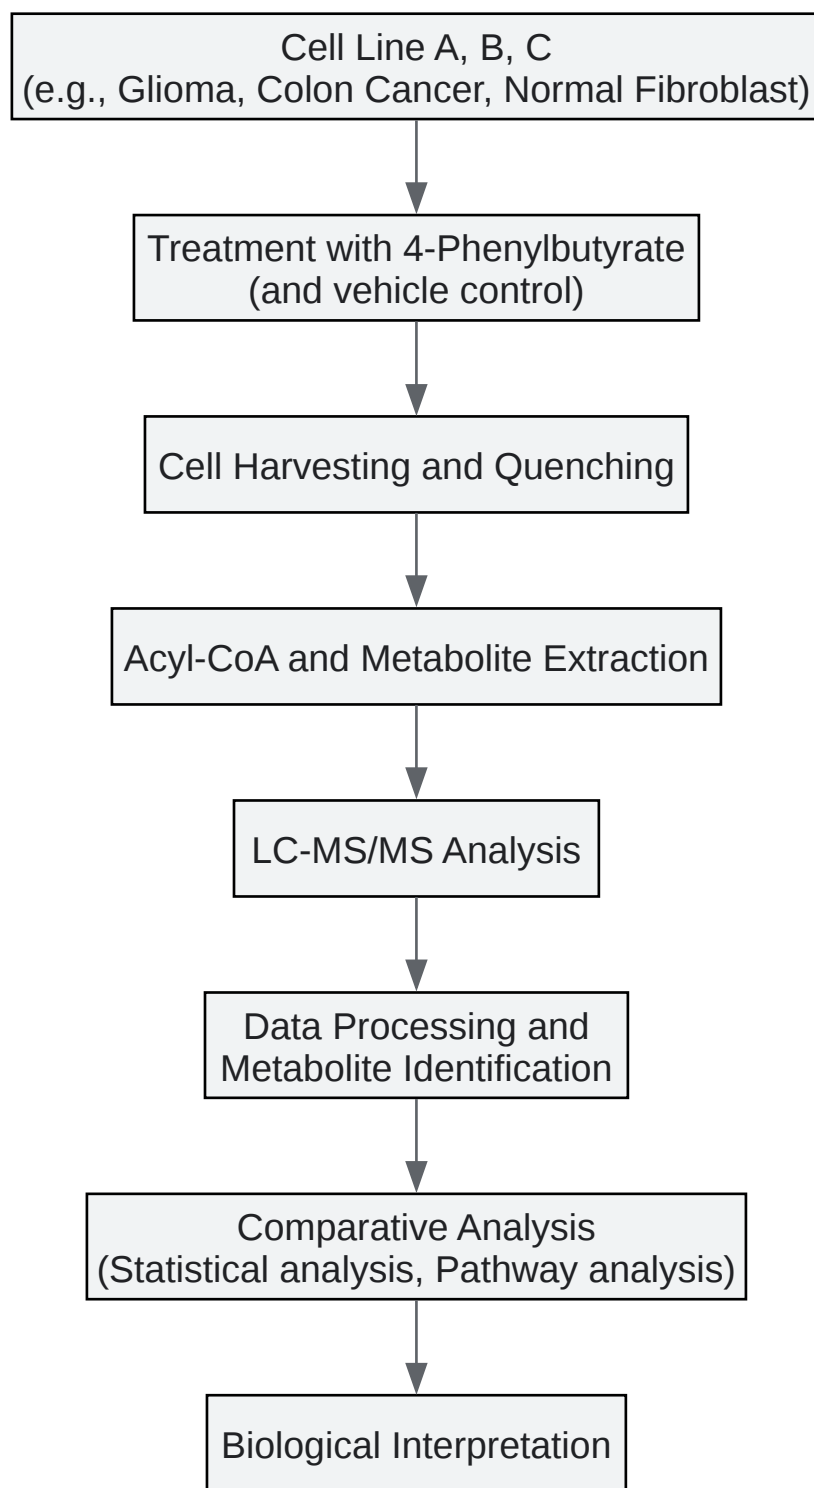 Cell Line A, B, C
(e.g., Glioma, Colon Cancer, Normal Fibroblast)
Treatment with 4-Phenylbutyrate
(and vehicle control)
Cell Harvesting and Quenching
Acyl-CoA and Metabolite Extraction
LC-MS/MS Analysis
Data Processing and
Metabolite Identification
Comparative Analysis
(Statistical analysis, Pathway analysis)
Biological Interpretation